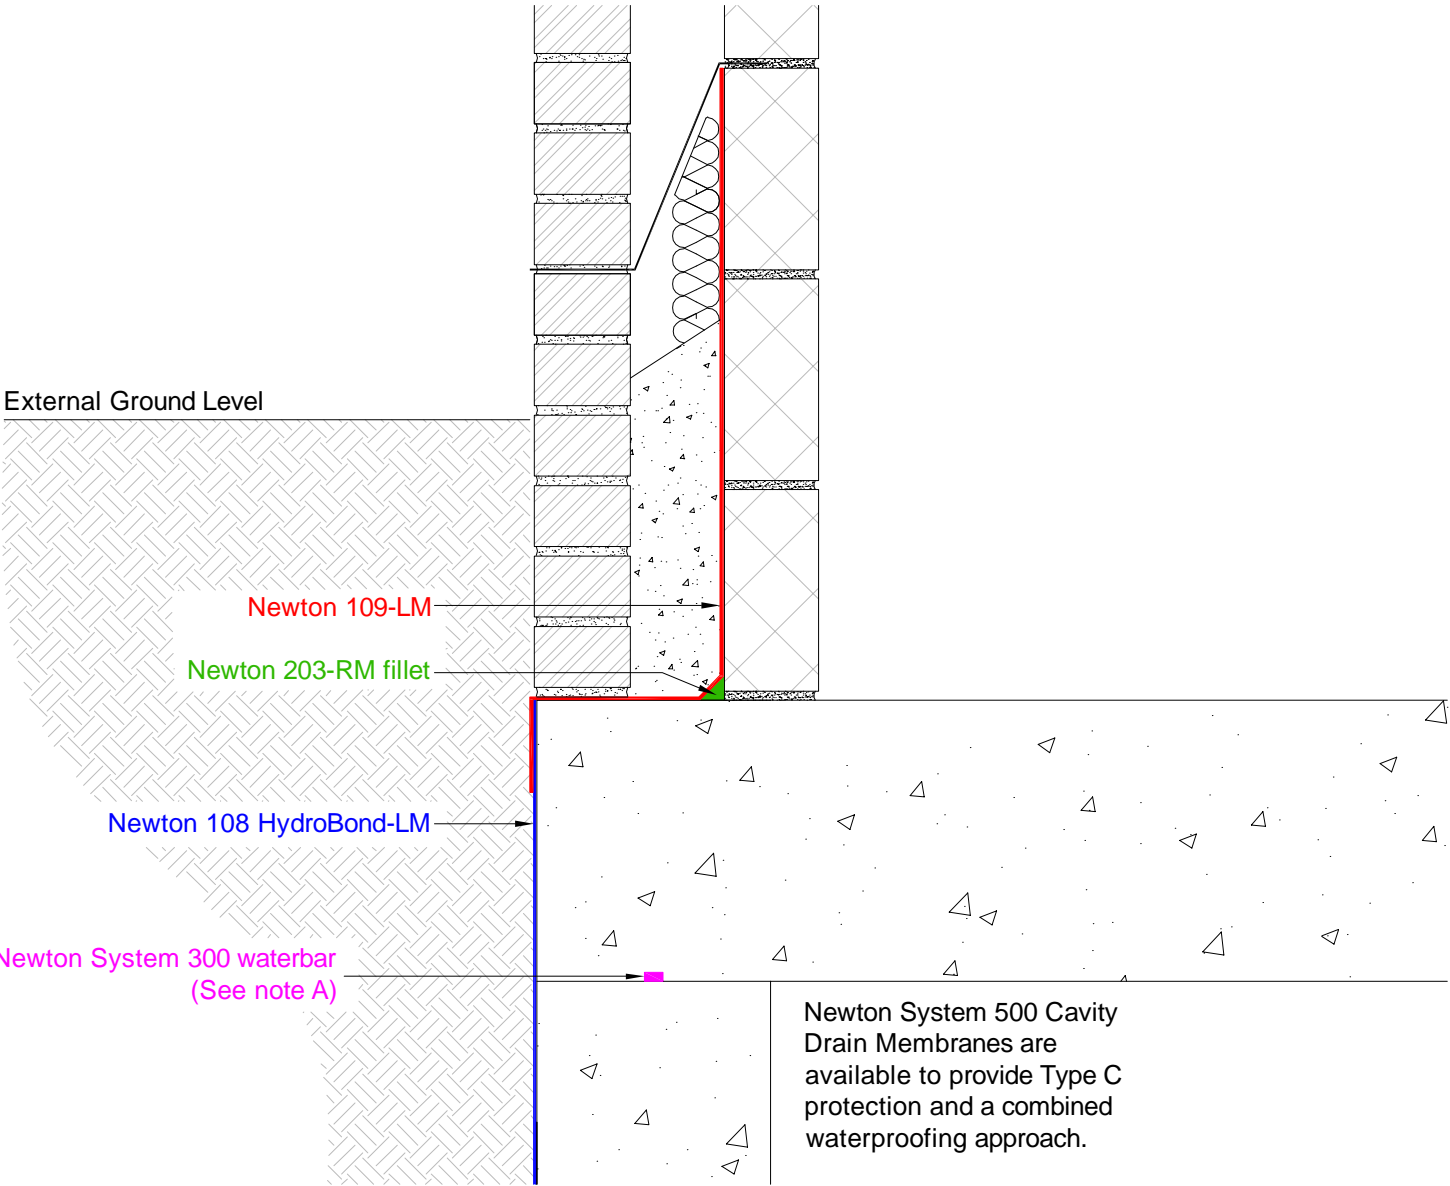 External Ground Level
Newton 109-LM
Newton 203-RM fillet
Newton 108 HydroBond-LM
Newton System 300 waterbar
(See note A)
Newton System 500 Cavity
Drain Membranes are
available to provide Type C
protection and a combined
waterproofing approach.